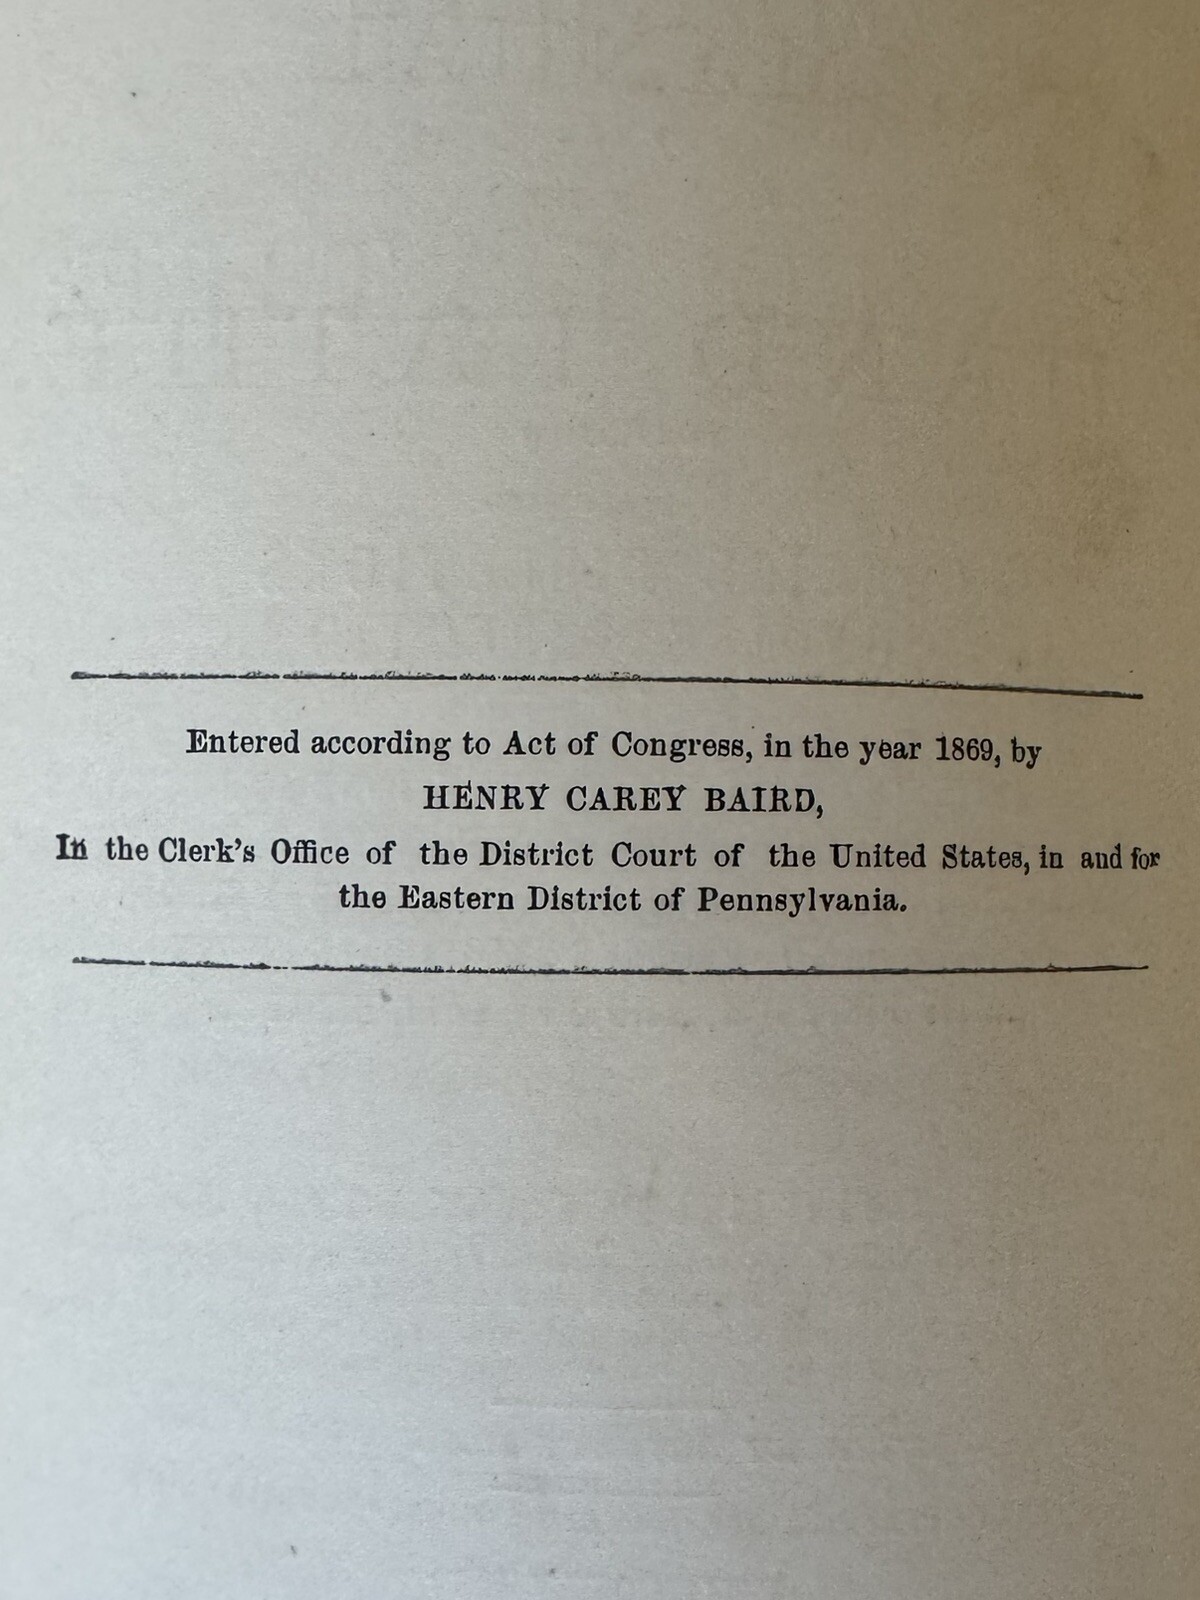 Entered according to Act of Congress, in the year 1869, by
HENRY CAREY BAIRD,
In the Clerk's Office of the District Court of the United States, in and for
the Eastern District of Pennsylvania.